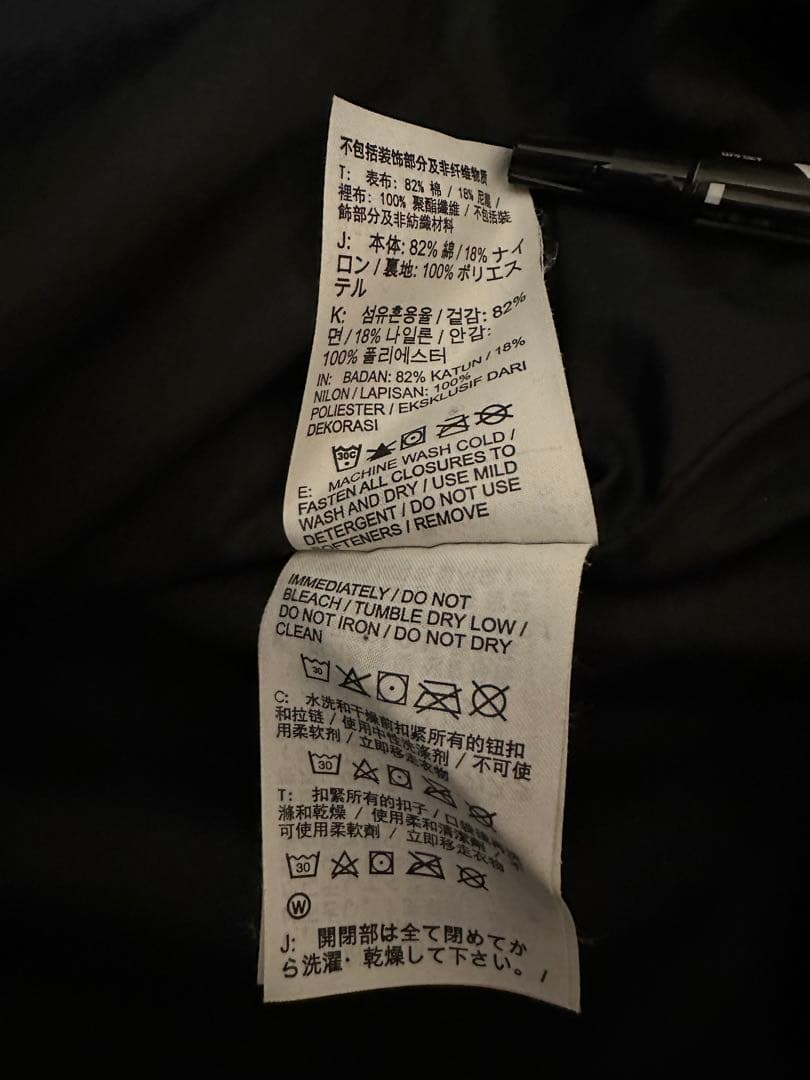 不包括装饰部分及非纤维物质
T: 表布: 82% 棉 / 18% 尼龍 /
裡布: 100% 聚酯纖維 / 不包括裝
飾部分及非紡織材料
J: 本体: 82% 綿 / 18% ナイ
ロン / 裏地: 100% ポリエス
テル
K: 섬유혼용율 / 겉감: 82%
면 / 18% 나일론 / 안감:
100% 폴리에스터
IN: BADAN: 82% KATUN / 18%
NILON / LAPISAN: 100%
POLIESTER / EKSKLUSIF DARI
DEKORASI
30C
E: MACHINE WASH COLD /
FASTEN ALL CLOSURES TO
WASH AND DRY / USE MILD
DETERGENT / DO NOT USE
SOFTENERS / REMOVE
IMMEDIATELY / DO NOT
BLEACH / TUMBLE DRY LOW /
DO NOT IRON / DO NOT DRY
CLEAN
30
C: 水洗和干燥前扣紧所有的钮扣
和拉链 / 使用中性洗涤剂 / 不可使
用柔软剂 / 立即移走衣物
30
T: 扣緊所有的扣子 / 口袋
滌和乾燥 / 使用柔和清潔劑 /
可使用柔軟劑 / 立即移走衣物
30
W
J: 開閉部は全て閉めてか
ら洗濯・乾燥して下さい。 /